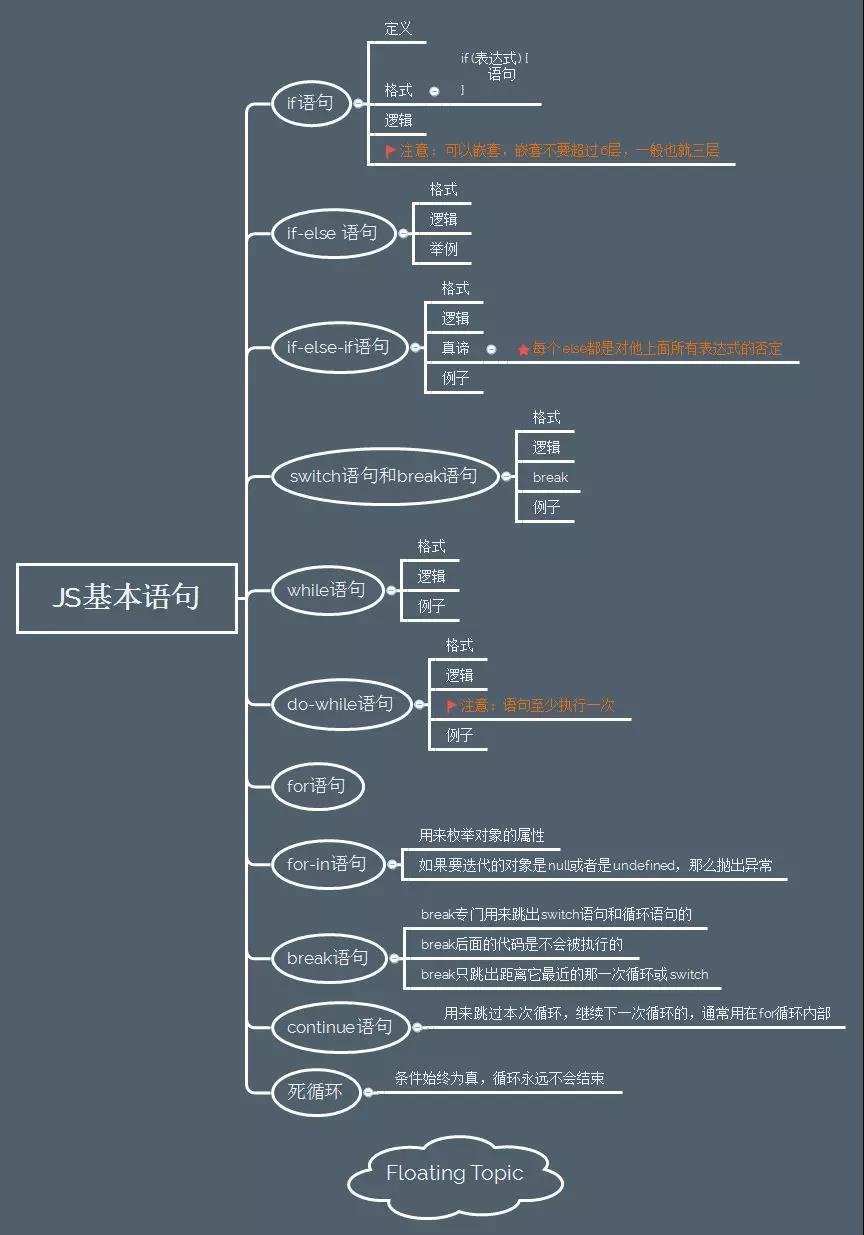 定义
if(表达式){
语句
格式
}
if语句
逻辑
注意：可以嵌套，嵌套不要超过6层，一般也就三层
格式
逻辑
if-else 语句
举例
格式
逻辑
if-else-if语句
真谛
每个else都是对他上面所有表达式的否定
例子
格式
逻辑
switch语句和break语句
break
例子
格式
逻辑
while语句
例子
JS基本语句
格式
逻辑
do-while语句
注意：语句至少执行一次
例子
for语句
用来枚举对象的属性
for-in语句
如果要迭代的对象是null或者是undefined，那么抛出异常
break专门用来跳出switch语句和循环语句的
break语句
break后面的代码是不会被执行的
break只跳出距离它最近的那一次循环或switch
continue语句
用来跳过本次循环，继续下一次循环的，通常用在for循环内部
死循环
条件始终为真，循环永远不会结束
Floating Topic